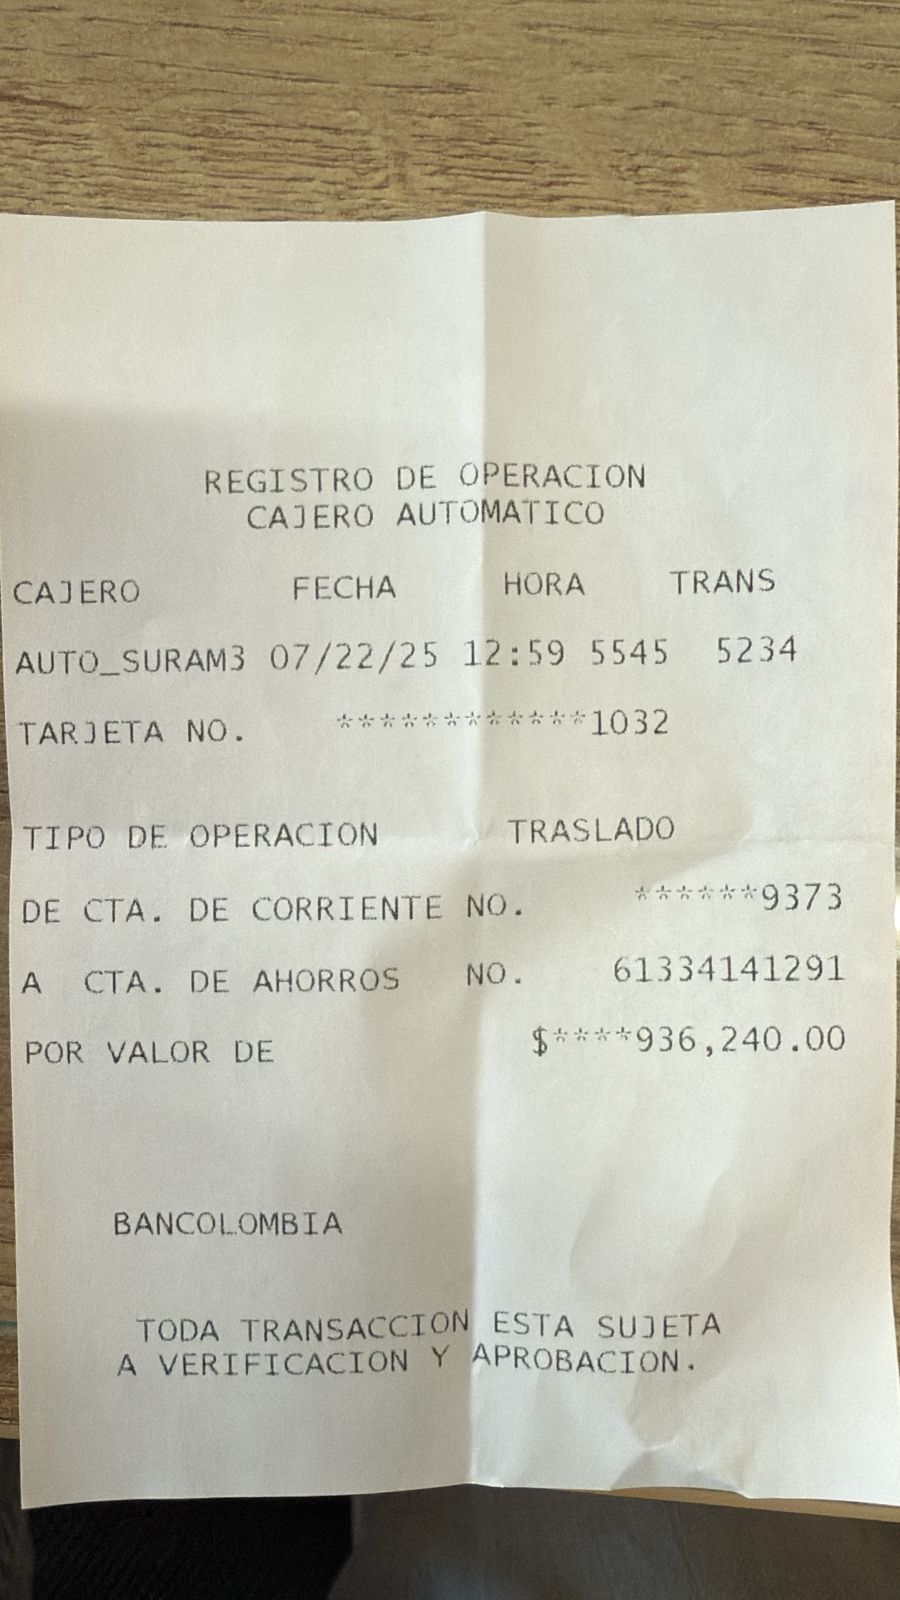 REGISTRO DE OPERACION
CAJERO AUTOMATICO
CAJERO FECHA HORA TRANS
AUTO_SURAM3 07/22/25 12:59 5545 5234
TARJETA NO. ************1032
TIPO DE OPERACION TRASLADO
DE CTA. DE CORRIENTE NO. ******9373
A CTA. DE AHORROS NO. 61334141291
POR VALOR DE $****936,240.00
BANCOLOMBIA
TODA TRANSACCION ESTA SUJETA
A VERIFICACION Y APROBACION.